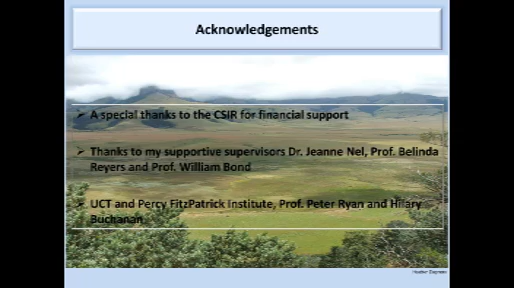 Acknowledgements
➢ A special thanks to the CSIR for financial support
➢ Thanks to my supportive supervisors Dr. Jeanne Nel, Prof. Belinda
Reyers and Prof. William Bond
➢ UCT and Percy FitzPatrick Institute, Prof. Peter Ryan and Hilary
Buchanan